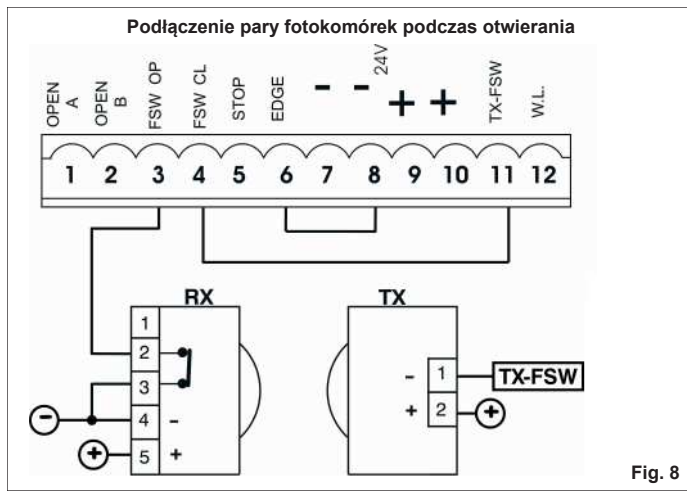 Podłączenie pary fotokomórek podczas otwierania
OPEN A
OPEN B
FSW OP
FSW CL
STOP
EDGE
-
-
24V
+
+
TX-FSW
W.L.
1 2 3 4 5 6 7 8 9 10 11 12
RX
1
2
3
4 -
5 +
-
+
TX
- 1
+ 2
TX-FSW
+
Fig. 8